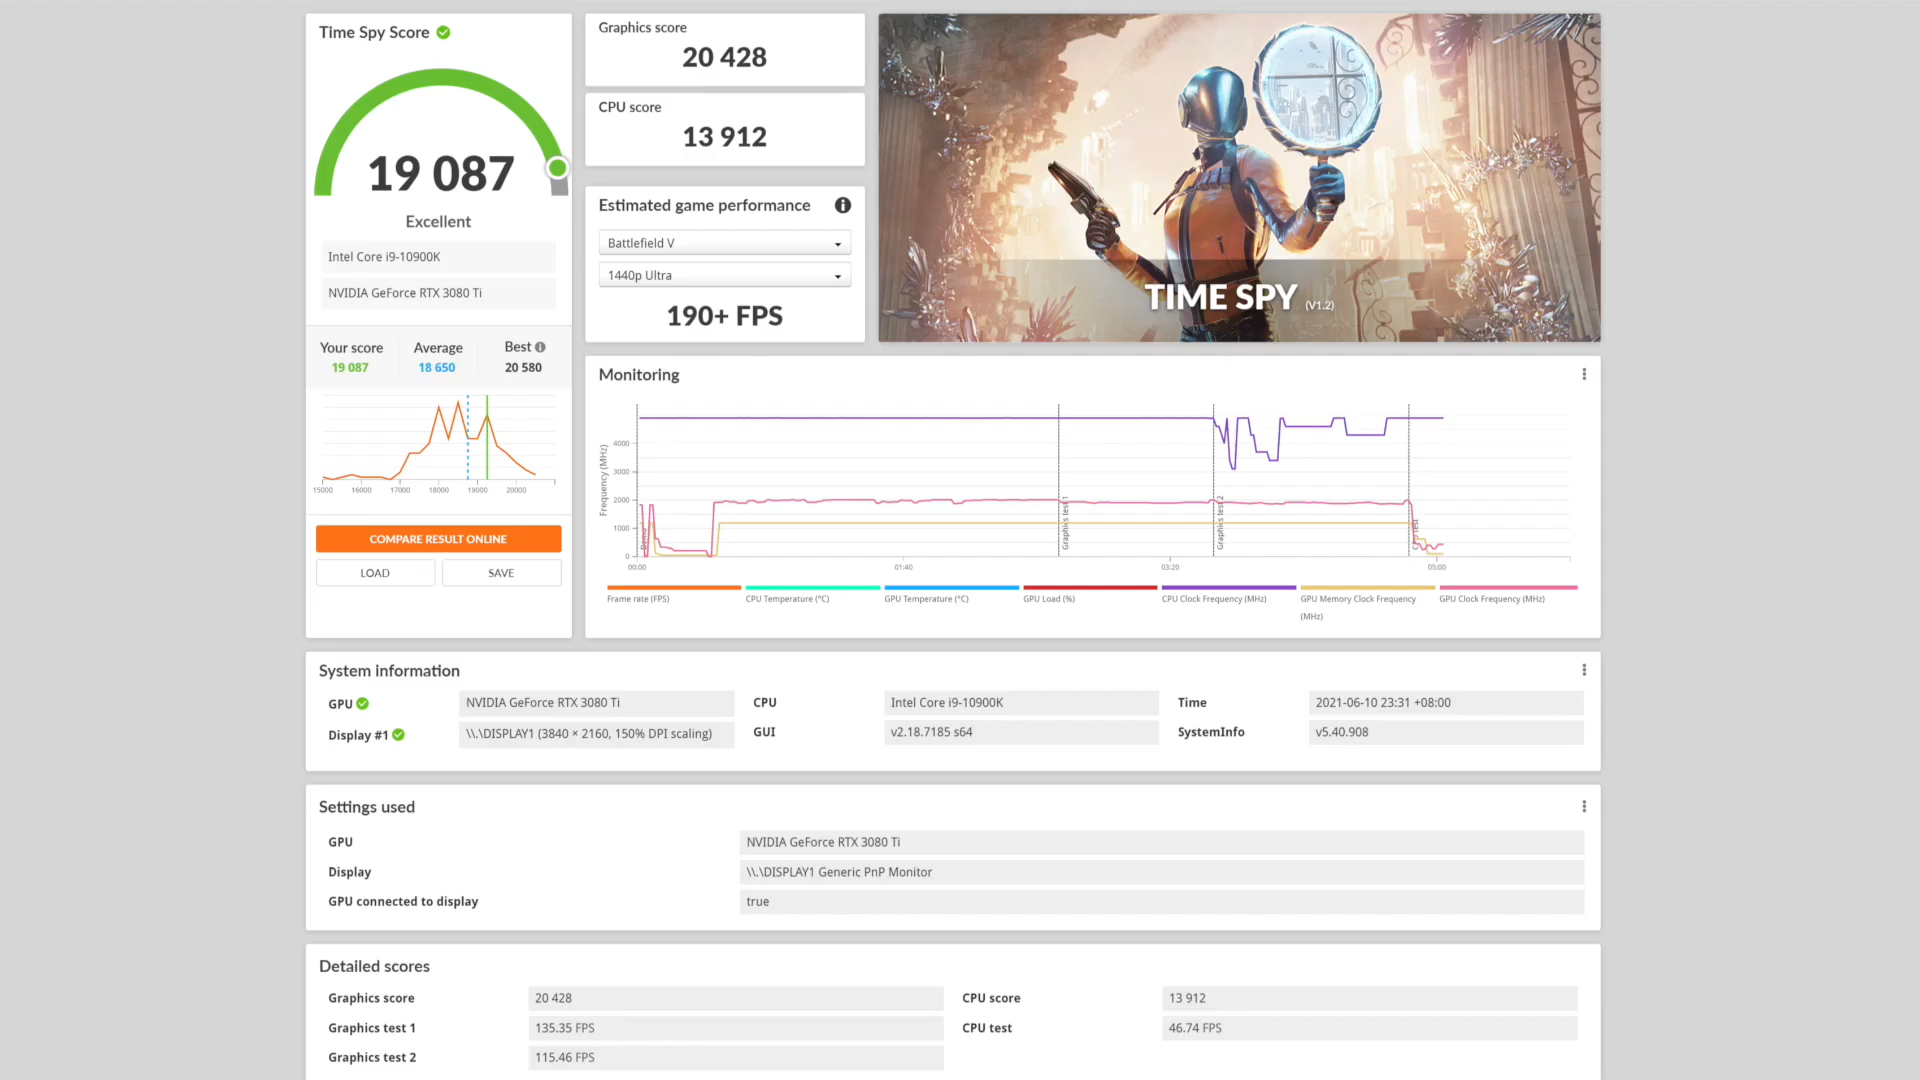 Time Spy Score
19 087
Excellent
Intel Core i9-10900K
NVIDIA GeForce RTX 3080 Ti
Your score
Average
Best
19 087
18 650
20 580
15000
16000
17000
18000
19000
20000
COMPARE RESULT ONLINE
LOAD
SAVE
Graphics score
20 428
CPU score
13 912
Estimated game performance
Battlefield V
1440p Ultra
190+ FPS
TIME SPY (V1.2)
Monitoring
Frequency (MHz)
4000
3000
2000
1000
0
Graphics test 1
Graphics test 2
00:00
01:40
03:20
05:00
Frame rate (FPS)
CPU Temperature (°C)
GPU Temperature (°C)
GPU Load (%)
CPU Clock Frequency (MHz)
GPU Memory Clock Frequency
(MHz)
GPU Clock Frequency (MHz)
System information
GPU
NVIDIA GeForce RTX 3080 Ti
CPU
Intel Core i9-10900K
Time
2021-06-10 23:31 +08:00
Display #1
\\.\DISPLAY1 (3840 × 2160, 150% DPI scaling)
GUI
v2.18.7185 s64
SystemInfo
v5.40.908
Settings used
GPU
NVIDIA GeForce RTX 3080 Ti
Display
\\.\DISPLAY1 Generic PnP Monitor
GPU connected to display
true
Detailed scores
Graphics score
20 428
CPU score
13 912
Graphics test 1
135.35 FPS
CPU test
46.74 FPS
Graphics test 2
115.46 FPS